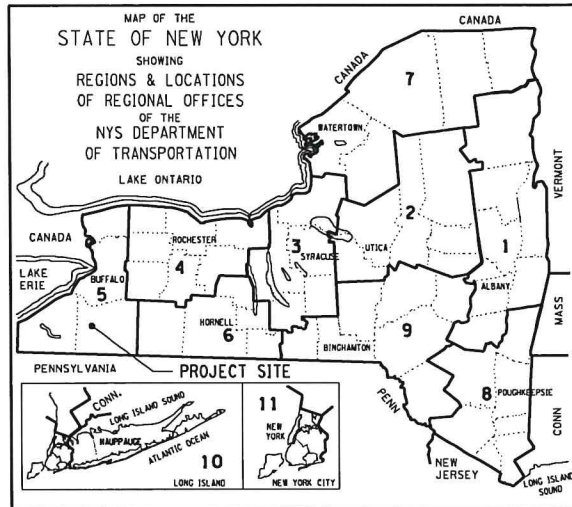 MAP OF THE
STATE OF NEW YORK
SHOWING
REGIONS & LOCATIONS
OF REGIONAL OFFICES
OF THE
NYS DEPARTMENT
OF TRANSPORTATION
LAKE ONTARIO
CANADA
CANADA
7
WATERTOWN
VERMONT
2
UTICA
1
ALBANY
MASS
CANADA
ROCHESTER
4
3
SYRACUSE
LAKE
ERIE
BUFFALO
5
HORNELL
6
9
BINGHAMTON
PENNSYLVANIA
PROJECT SITE
PENN
8
POUGHKEEPSIE
CONN
NEW
JERSEY
LONG ISLAND
SOUND
CONN.
LONG ISLAND SOUND
HAUPPAUGE
ATLANTIC OCEAN
10
LONG ISLAND
11
NEW
YORK
NEW YORK CITY